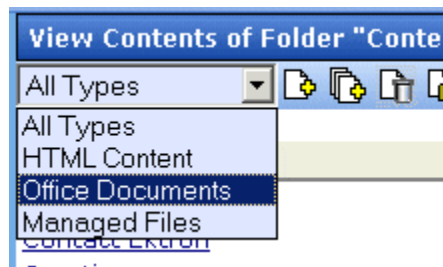 View Contents of Folder "Conte
All Types
All Types
HTML Content
Office Documents
Managed Files
Contact Ektron